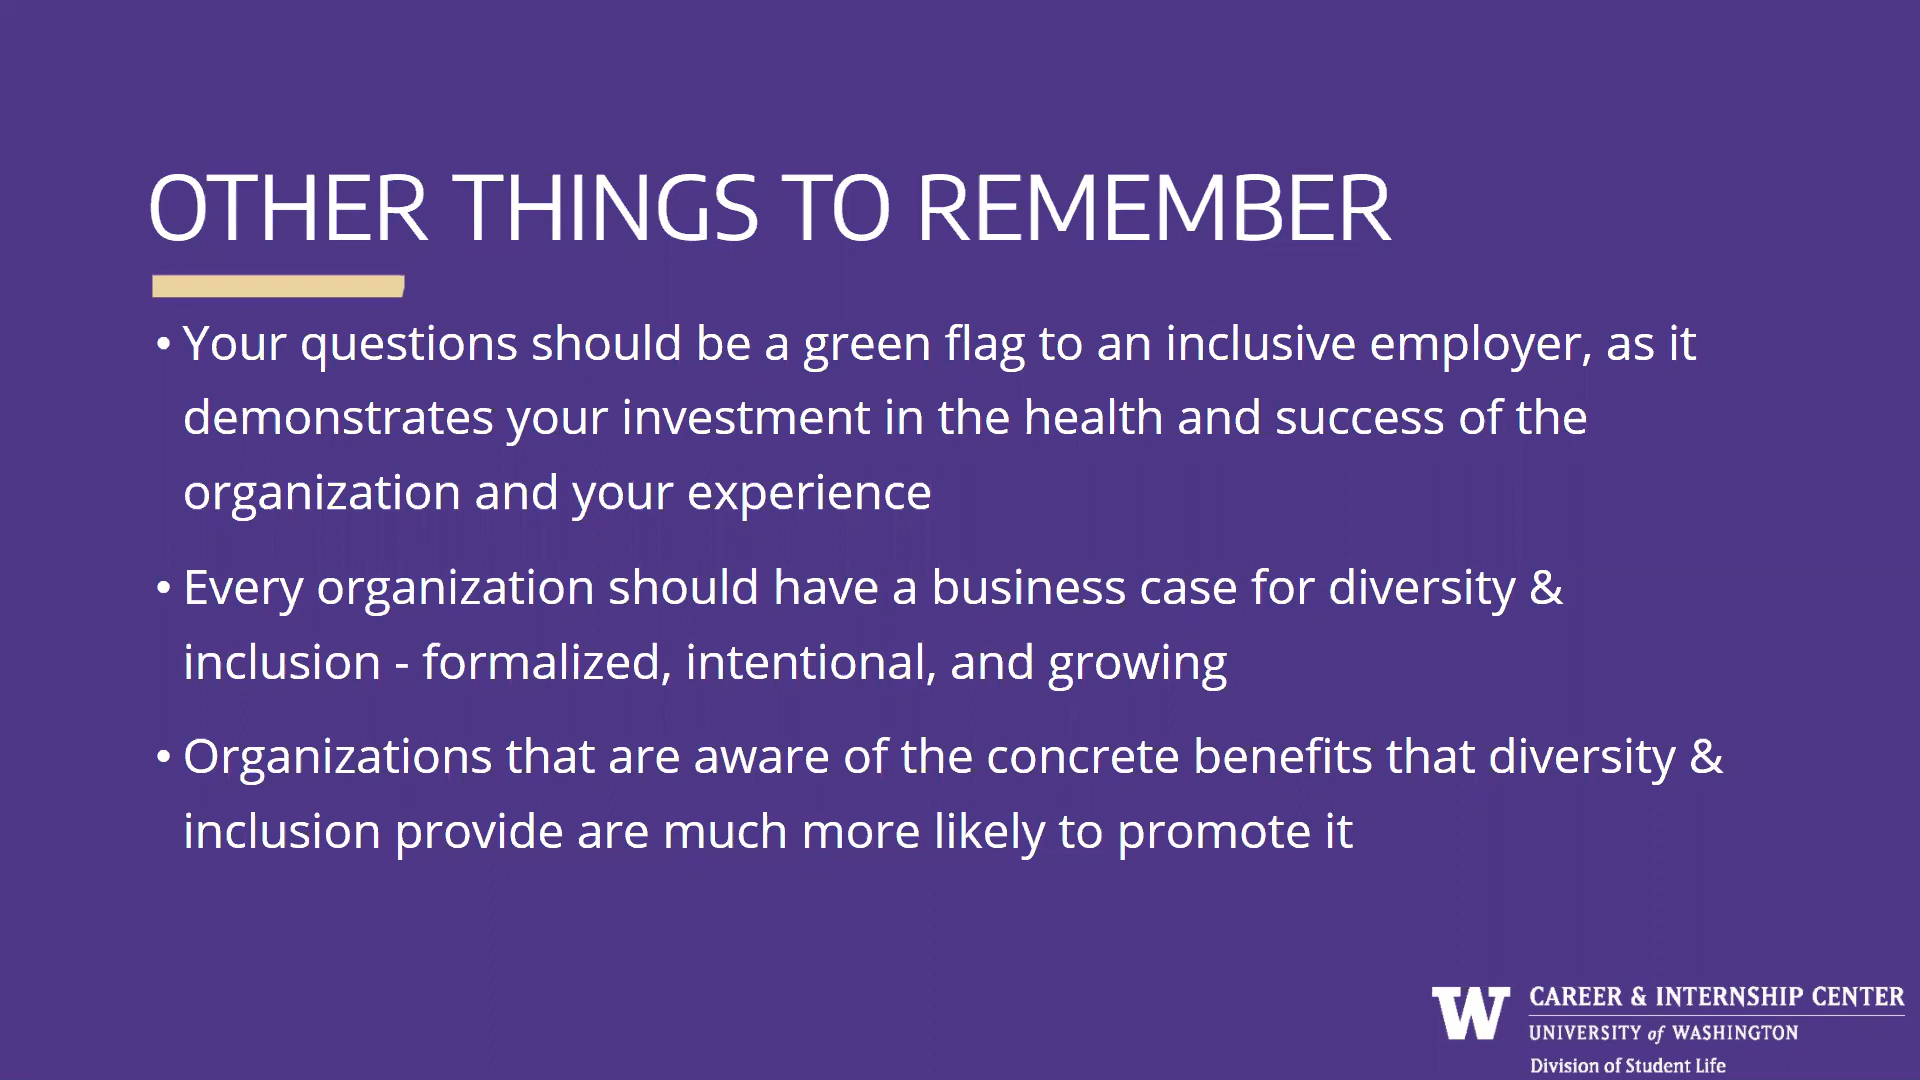 OTHER THINGS TO REMEMBER
• Your questions should be a green flag to an inclusive employer, as it
demonstrates your investment in the health and success of the
organization and your experience
• Every organization should have a business case for diversity &
inclusion - formalized, intentional, and growing
• Organizations that are aware of the concrete benefits that diversity &
inclusion provide are much more likely to promote it
W
CAREER & INTERNSHIP CENTER
UNIVERSITY of WASHINGTON
Division of Student Life